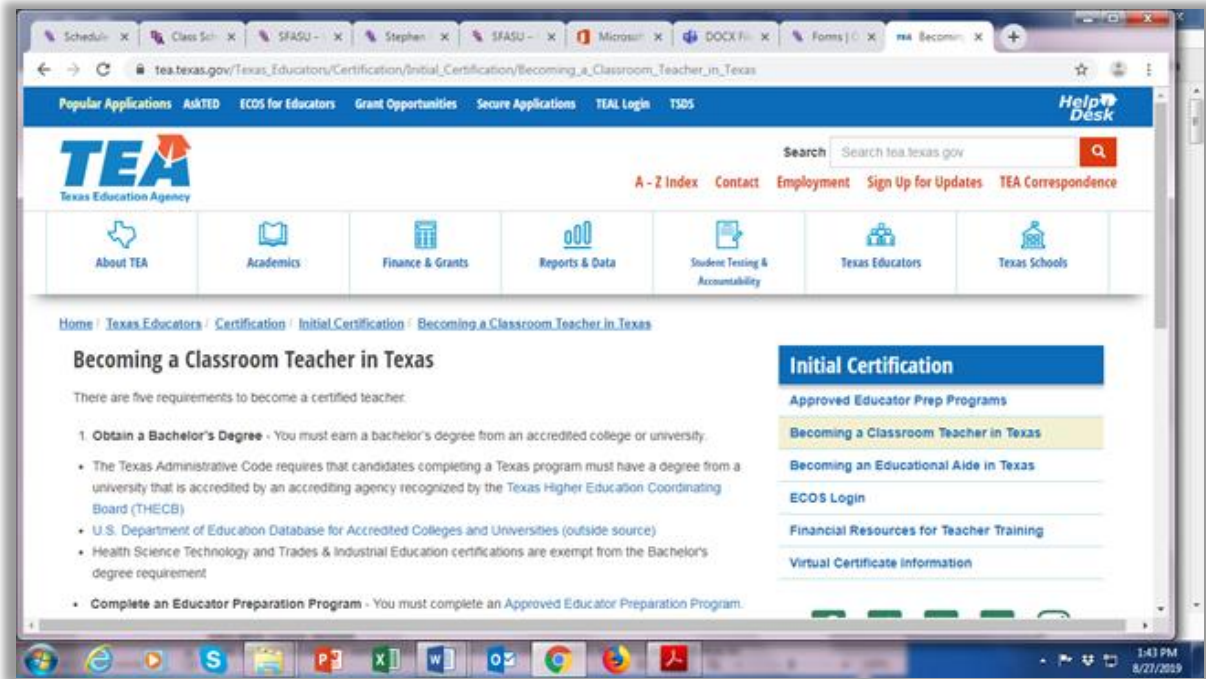 Schedule
Class Sch
SFASU -
Stephen
SFASU -
Microsoft
DOCX Fil
Forms | O
TEA Becoming
tea.texas.gov/Texas_Educators/Certification/Initial_Certification/Becoming_a_Classroom_Teacher_in_Texas
Popular Applications AskTED ECOS for Educators Grant Opportunities Secure Applications TEAL Login TSDS
Help Desk
TEA
Texas Education Agency
Search Search tea.texas.gov
A - Z Index Contact Employment Sign Up for Updates TEA Correspondence
About TEA
Academics
Finance & Grants
Reports & Data
Student Testing &
Accountability
Texas Educators
Texas Schools
Home / Texas Educators / Certification / Initial Certification / Becoming a Classroom Teacher in Texas
Becoming a Classroom Teacher in Texas
There are five requirements to become a certified teacher.
1. Obtain a Bachelor's Degree - You must earn a bachelor's degree from an accredited college or university.
• The Texas Administrative Code requires that candidates completing a Texas program must have a degree from a
university that is accredited by an accrediting agency recognized by the Texas Higher Education Coordinating
Board (THECB)
• U.S. Department of Education Database for Accredited Colleges and Universities (outside source)
• Health Science Technology and Trades & Industrial Education certifications are exempt from the Bachelor's
degree requirement
• Complete an Educator Preparation Program - You must complete an Approved Educator Preparation Program.
Initial Certification
Approved Educator Prep Programs
Becoming a Classroom Teacher in Texas
Becoming an Educational Aide in Texas
ECOS Login
Financial Resources for Teacher Training
Virtual Certificate Information
1:43 PM
8/27/2019